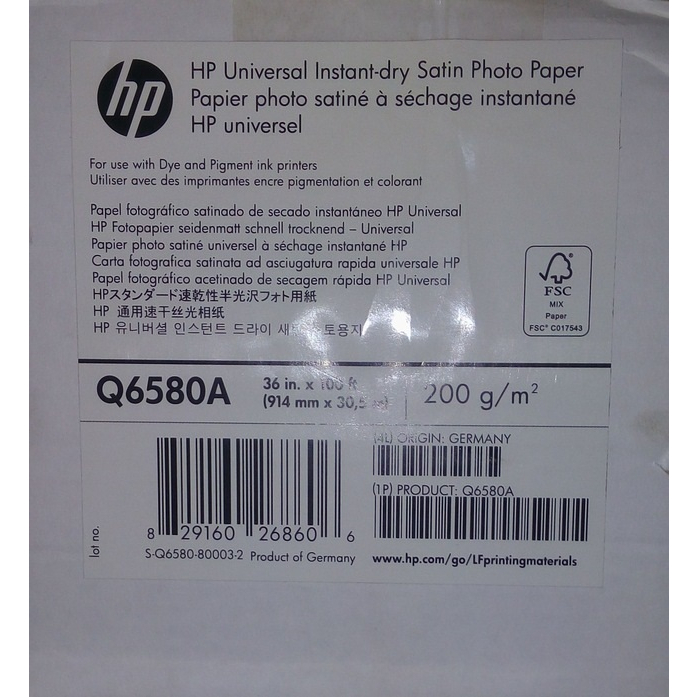 hp
HP Universal Instant-dry Satin Photo Paper
Papier photo satiné à séchage instantané
HP universel
For use with Dye and Pigment ink printers
Utiliser avec des imprimantes encre pigmentation et colorant
Papel fotográfico satinado de secado instantáneo HP Universal
HP Fotopapier seidenmatt schnell trocknend – Universal
Papier photo satiné universel à séchage instantané HP
Carta fotografica satinata ad asciugatura rapida universale HP
Papel fotográfico acetinado de secagem rápida HP Universal
HPスタンダード速乾性半光沢フォト用紙
HP 通用速干丝光相纸
HP 유니버셜 인스턴트 드라이
FSC
MIX
Paper
FSC® C017543
Q6580A
36 in. x 100 ft
(914 mm x 30,5
200 g/m²
(4L) ORIGIN: GERMANY
(1P) PRODUCT: Q6580A
lot no.
8 29160 26860 6
S-Q6580-80003-2 Product of Germany
www.hp.com/go/LFprintingmaterials